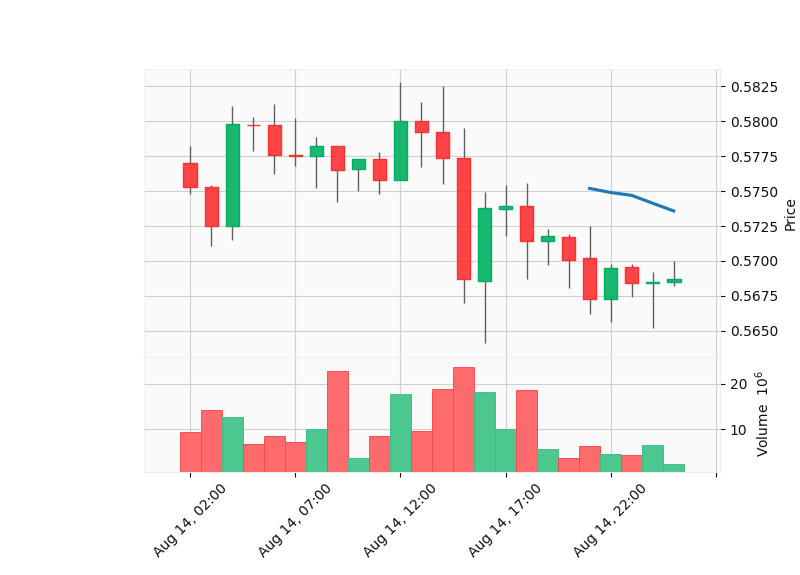 0.5825
0.5800
0.5775
0.5750
0.5725
0.5700
0.5675
0.5650
Price
20
10
Volume 10⁶
Aug 14, 02:00
Aug 14, 07:00
Aug 14, 12:00
Aug 14, 17:00
Aug 14, 22:00